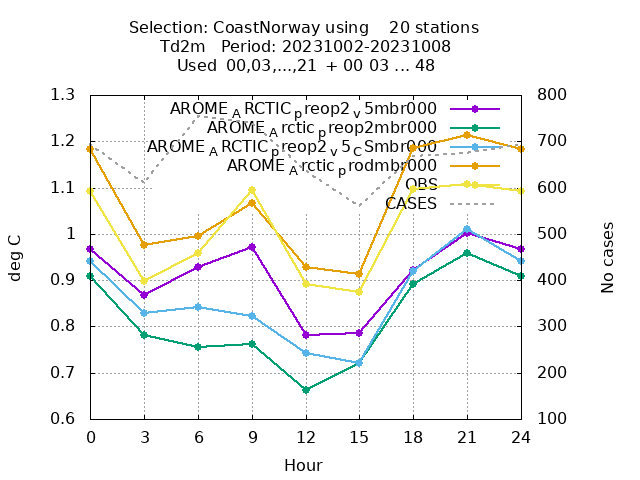 Selection: CoastNorway using    20 stations
Td2m   Period: 20231002-20231008
Used  00,03,...,21  + 00 03 ... 48
AROME_ARCTIC_preop2_v5mbr000
AROME_Arctic_preop2mbr000
AROME_ARCTIC_preop2_v5_CSmbr000
AROME_Arctic_prodmbr000
OBS
CASES
1.3
1.2
1.1
1
0.9
0.8
0.7
0.6
deg C
800
700
600
500
400
300
200
100
No cases
0 3 6 9 12 15 18 21 24
Hour